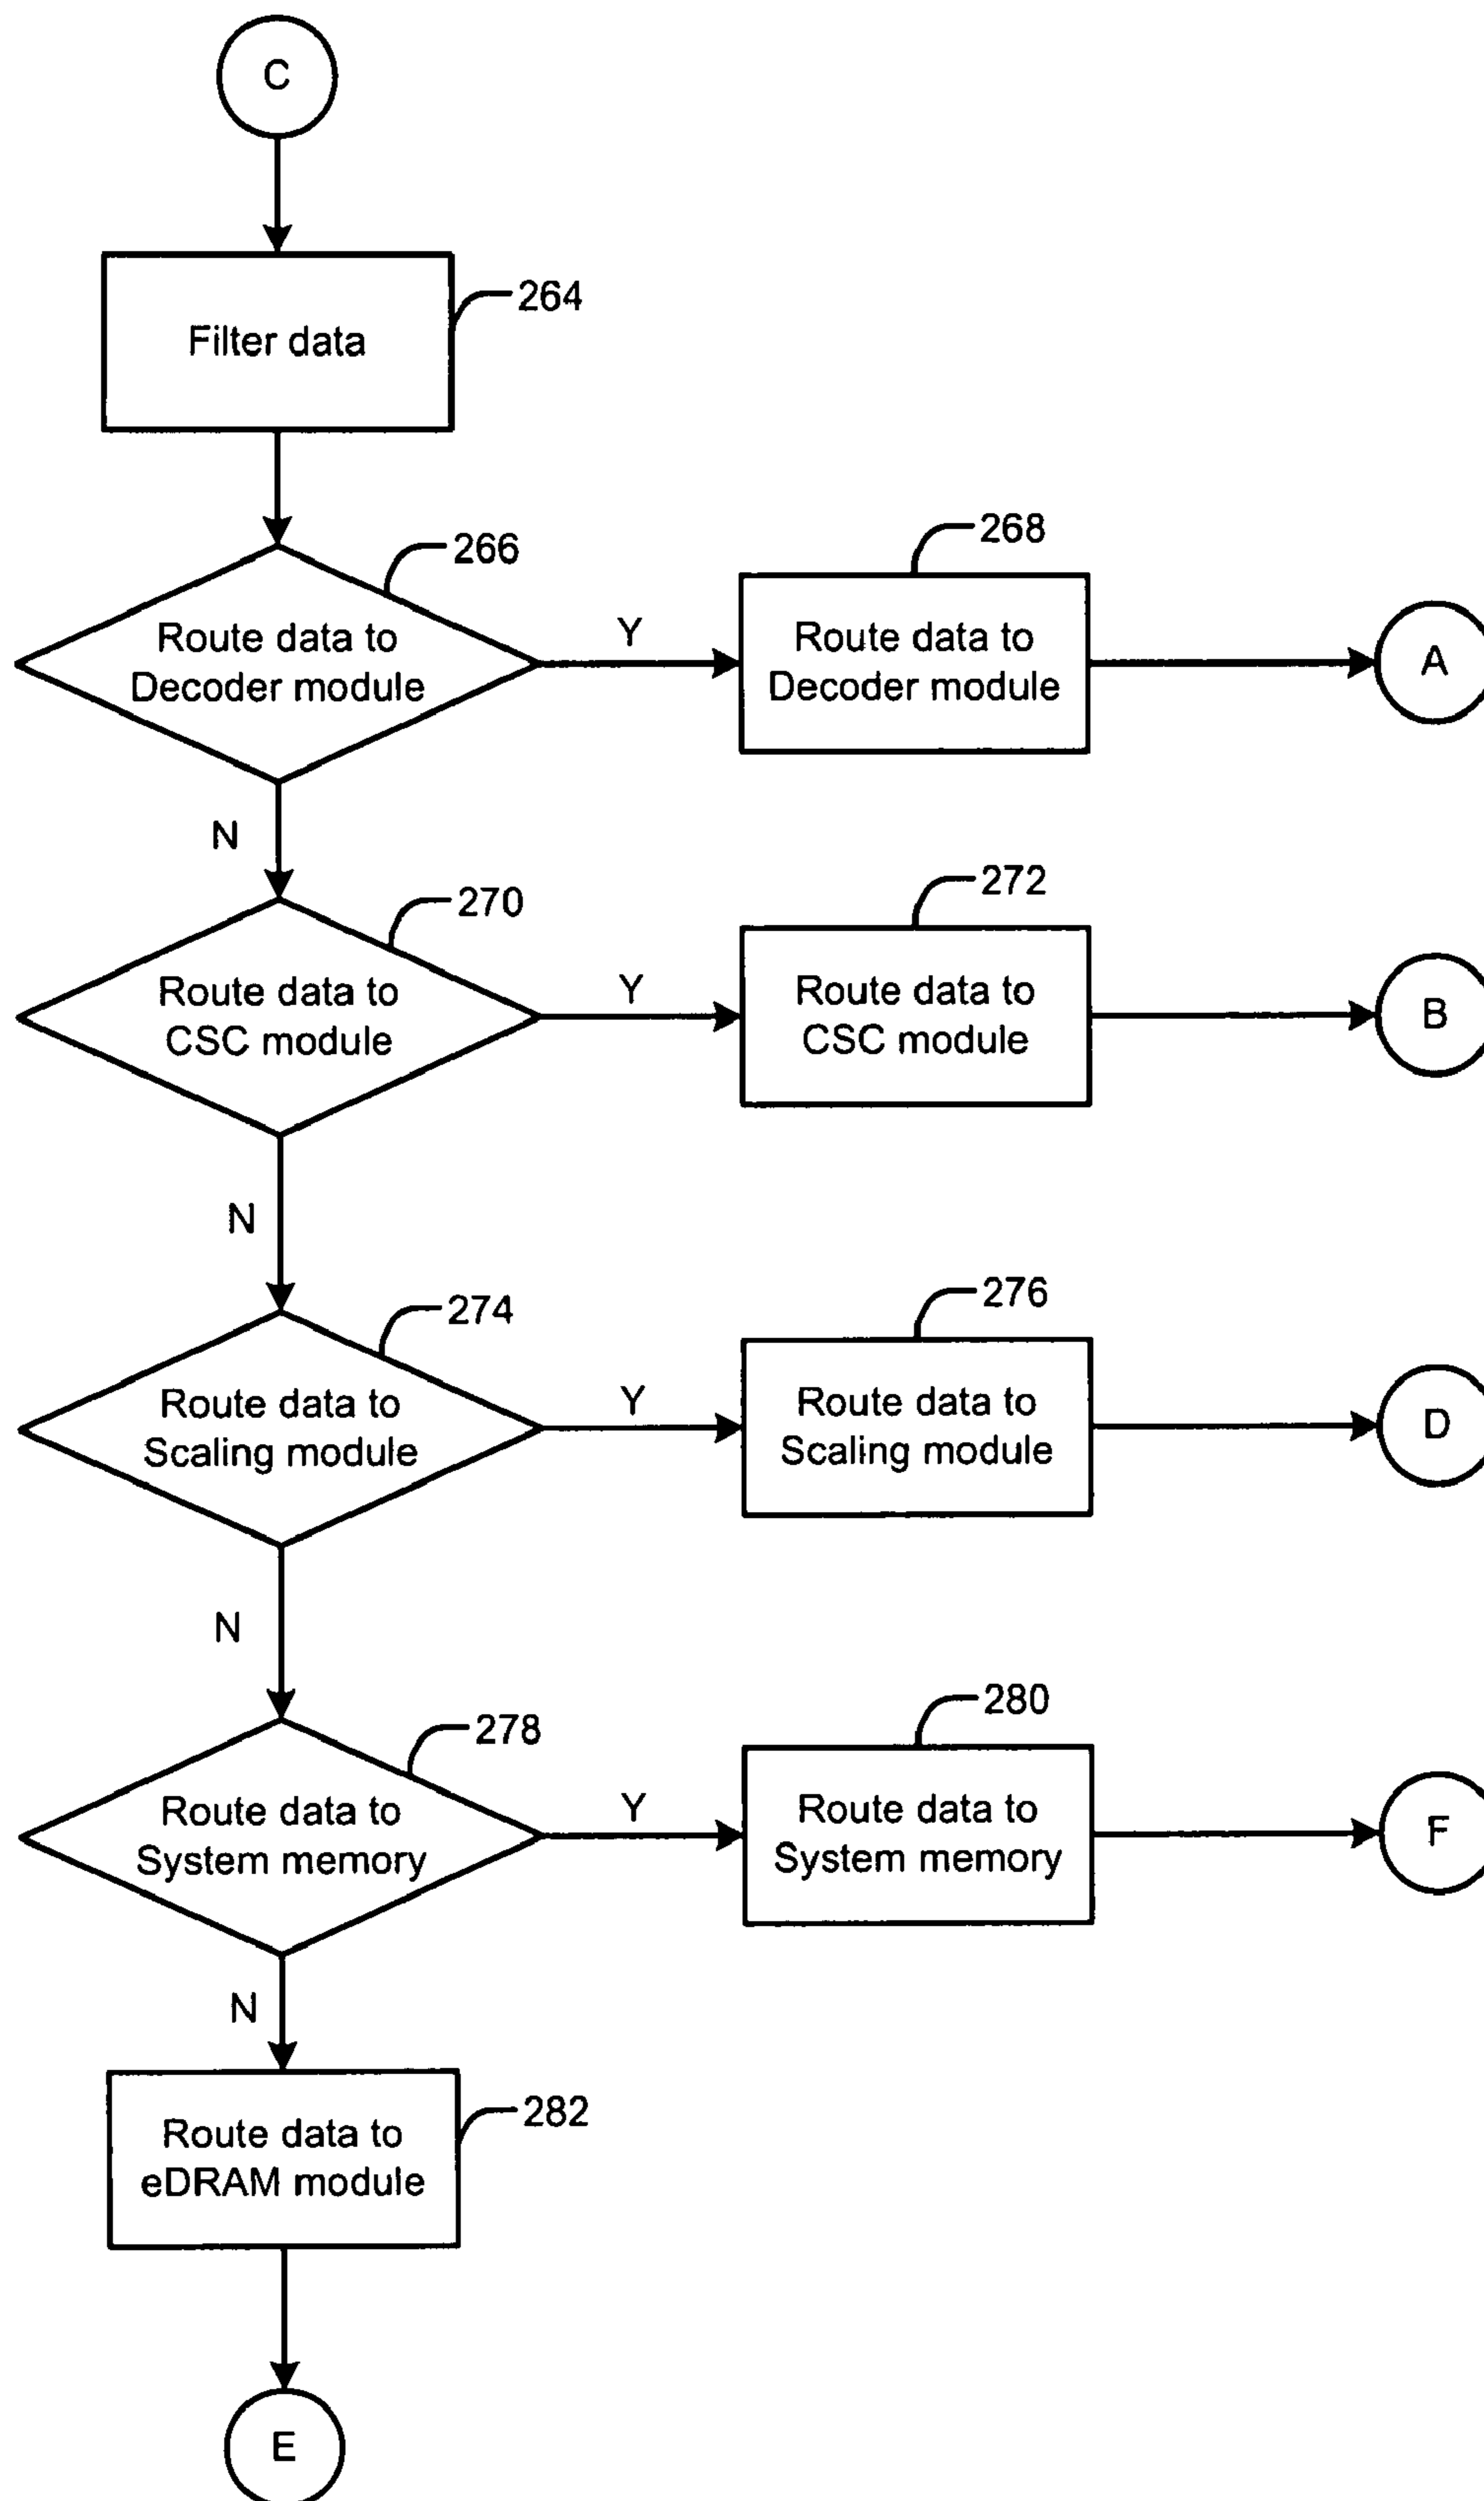 C
264
Filter data
266
Route data to
Decoder module
Y
268
Route data to
Decoder module
A
N
270
Route data to
CSC module
Y
272
Route data to
CSC module
B
N
274
Route data to
Scaling module
Y
276
Route data to
Scaling module
D
N
278
Route data to
System memory
Y
280
Route data to
System memory
F
N
282
Route data to
eDRAM module
E